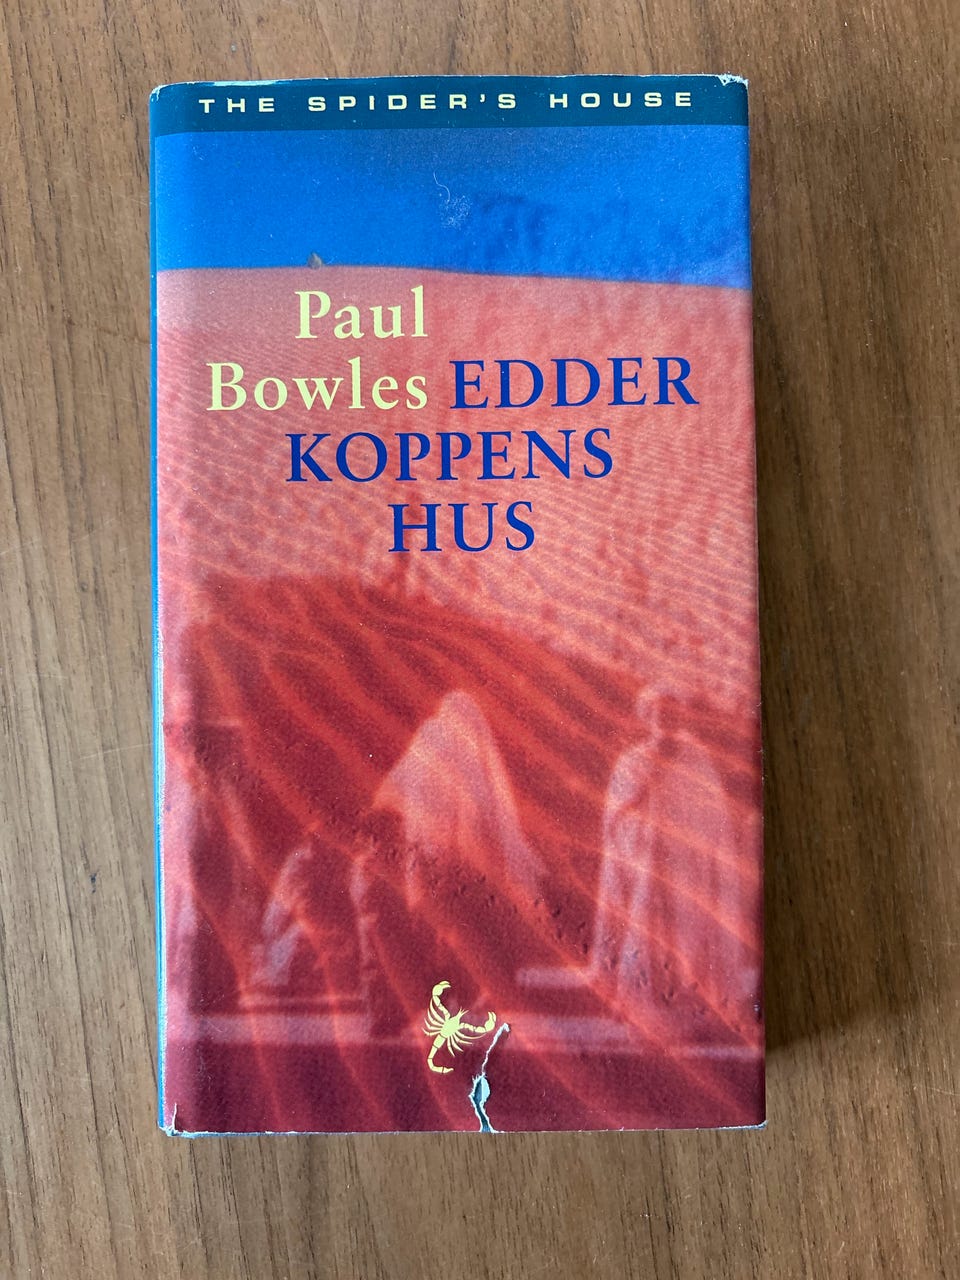 THE SPIDER'S HOUSE
Paul
Bowles EDDER
KOPPENS
HUS